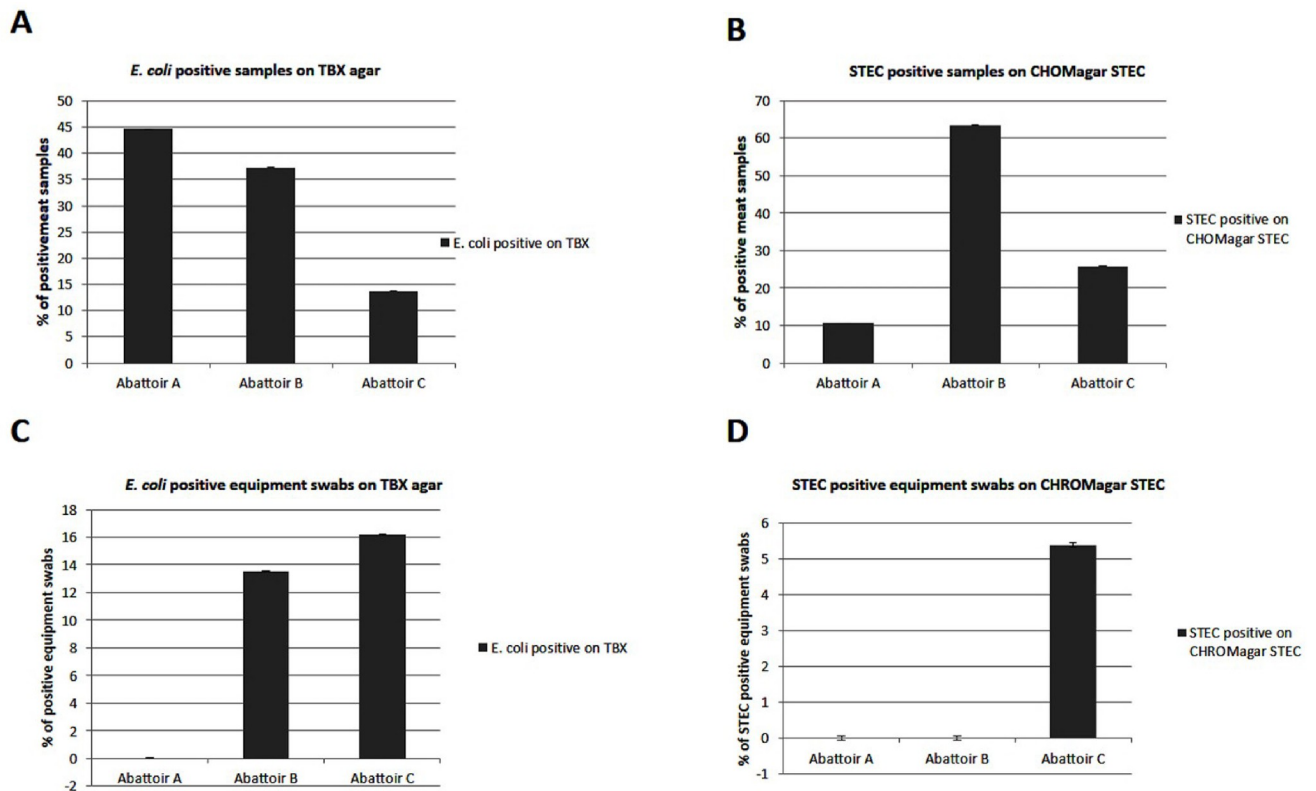 A
E. coli positive samples on TBX agar
% of positivemeat samples
50
45
40
35
30
25
20
15
10
5
0
Abattoir A Abattoir B Abattoir C
E. coli positive on TBX
B
STEC positive samples on CHOMagar STEC
% of positive meat samples
70
60
50
40
30
20
10
0
Abattoir A Abattoir B Abattoir C
STEC positive on
CHOMagar STEC
C
E. coli positive equipment swabs on TBX agar
% of positive equipment swabs
18
16
14
12
10
8
6
4
2
0
-2
Abattoir A Abattoir B Abattoir C
E. coli positive on TBX
D
STEC positive equipment swabs on CHROMagar STEC
% of STEC positive equipment swabs
6
5
4
3
2
1
0
-1
Abattoir A Abattoir B Abattoir C
STEC positive on
CHROMagar STEC